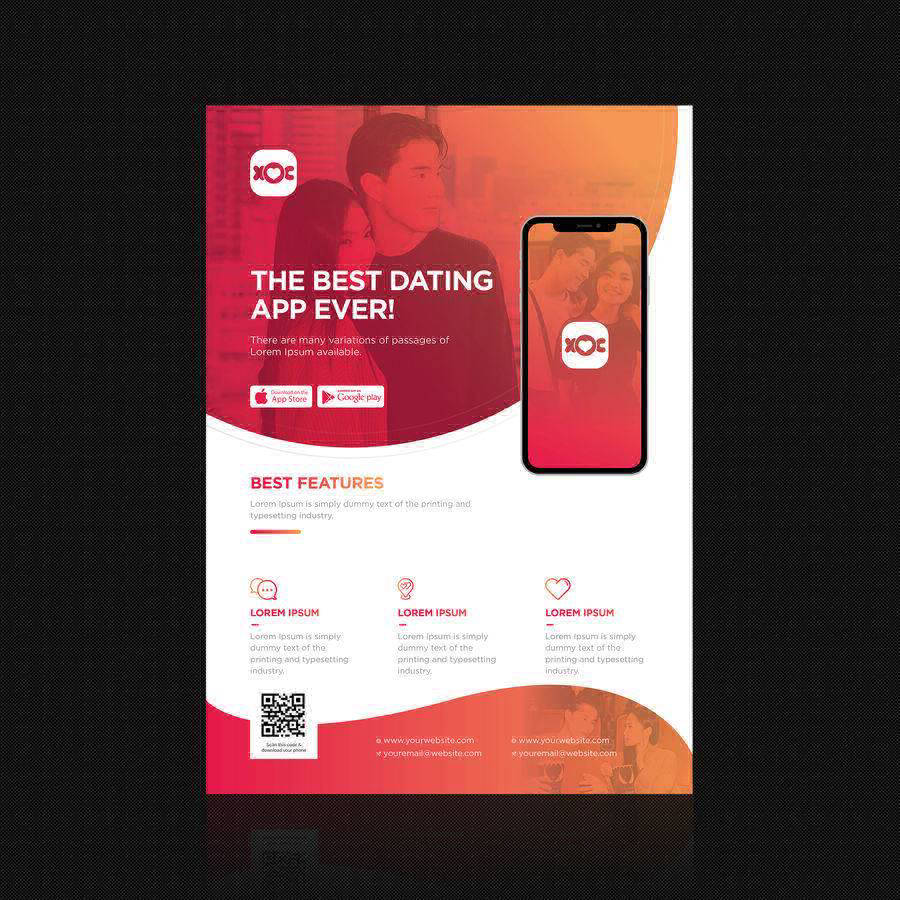 XOC
THE BEST DATING
APP EVER!
There are many variations of passages of
Lorem Ipsum available.
Download on the
App Store
Google play
XOC
BEST FEATURES
Lorem Ipsum is simply dummy text of the printing and
typesetting industry.
LOREM IPSUM
Lorem Ipsum is simply
dummy text of the
printing and typesetting
industry.
LOREM IPSUM
Lorem Ipsum is simply
dummy text of the
printing and typesetting
industry.
LOREM IPSUM
Lorem Ipsum is simply
dummy text of the
printing and typesetting
industry.
Scan this code &
download your phone
www.yourwebsite.com
youremail@website.com
www.yourwebsite.com
youremail@website.com